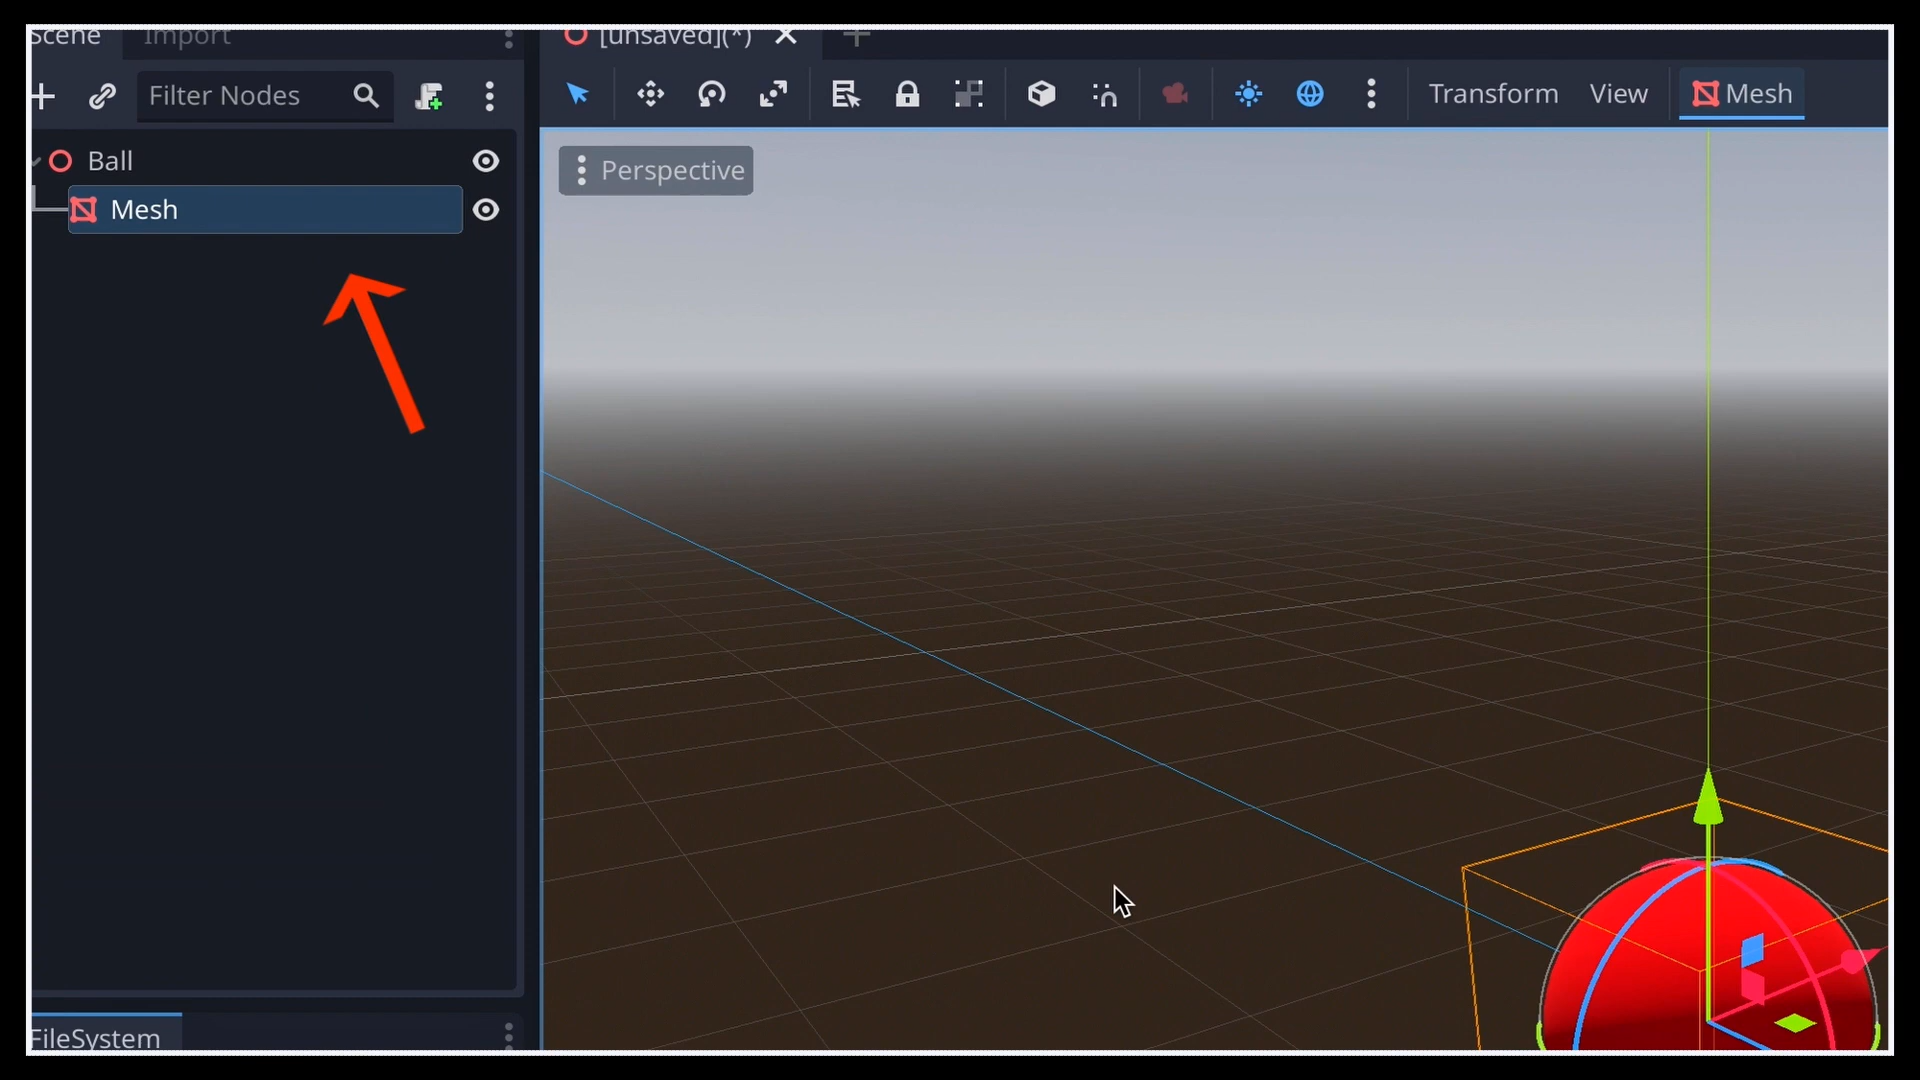 Scene Import
[unsaved](*)
Filter Nodes
Transform View Mesh
Ball
Mesh
Perspective
FileSystem